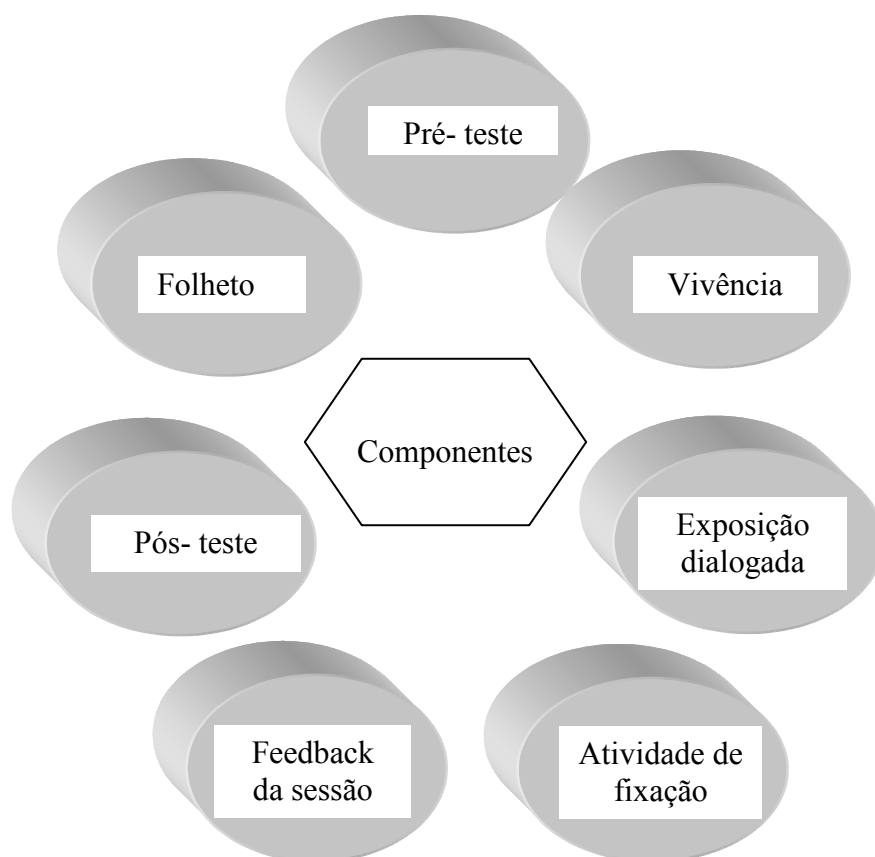 Pré- teste
Folheto
Vivência
Componentes
Exposição
dialogada
Pós- teste
Feedback
da sessão
Atividade de
fixação